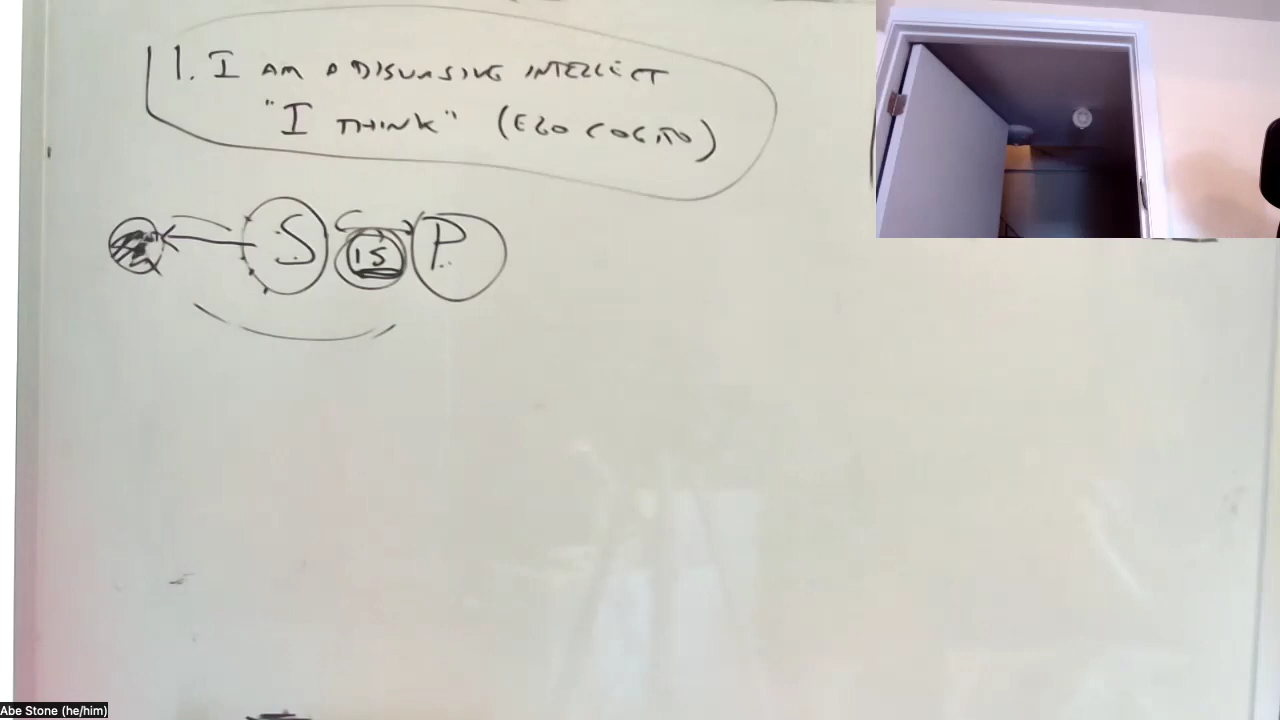 1. I AM A DISCURSIVE INTELLECT
"I THINK" (EGO COGITO)
S IS P
Abe Stone (he/him)